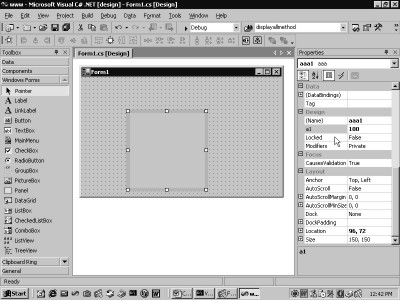 www - Microsoft Visual C# .NET [design] - Form1.cs [Design]
File Edit View Project Build Debug Data Format Tools Window Help
Debug
displayallmethod
Toolbox
Form1.cs [Design]
Properties
Data
Components
Windows Forms
Pointer
Label
LinkLabel
Button
TextBox
MainMenu
CheckBox
RadioButton
GroupBox
PictureBox
Panel
DataGrid
ListBox
CheckedListBox
ComboBox
ListView
TreeView
Clipboard Ring
General
Form1
aaa1 aaa
Data
(DataBindings)
Tag
Design
(Name) aaa1
a1 100
Locked False
Modifiers Private
Focus
CausesValidation True
Layout
Anchor Top, Left
AutoScroll False
AutoScrollMargin 0, 0
AutoScrollMinSize 0, 0
Dock None
DockPadding
Location 96, 72
Size 150, 150
a1
Ready
Start
12:42 PM